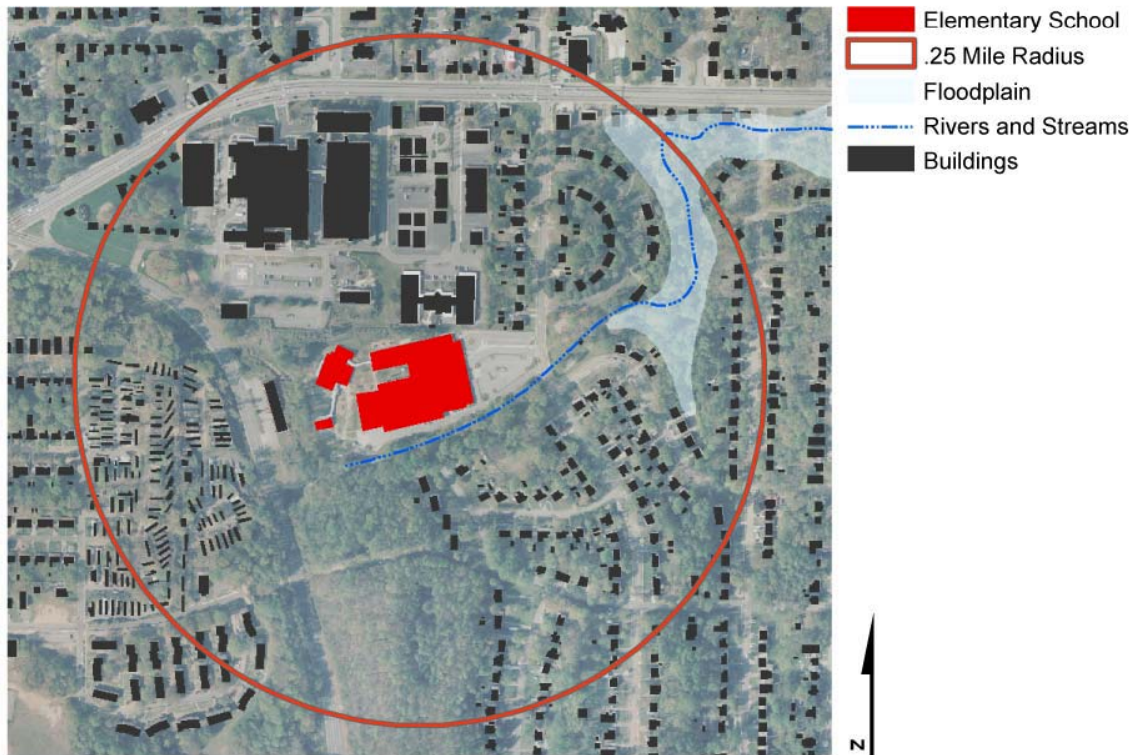 Elementary School
.25 Mile Radius
Floodplain
Rivers and Streams
Buildings
N